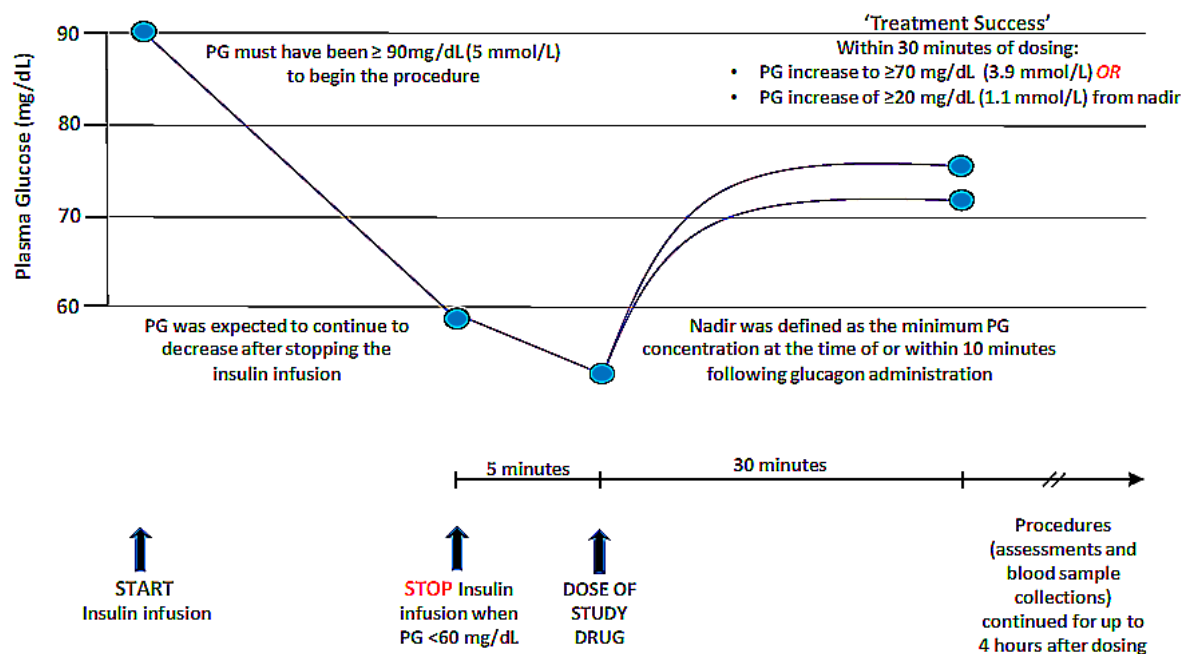 'Treatment Success'
Within 30 minutes of dosing:
• PG increase to ≥70 mg/dL (3.9 mmol/L) OR
• PG increase of ≥20 mg/dL (1.1 mmol/L) from nadir
PG must have been ≥ 90mg/dL (5 mmol/L)
to begin the procedure
Plasma Glucose (mg/dL)
90
80
70
60
PG was expected to continue to
decrease after stopping the
insulin infusion
Nadir was defined as the minimum PG
concentration at the time of or within 10 minutes
following glucagon administration
5 minutes
30 minutes
START
Insulin infusion
STOP Insulin
infusion when
PG <60 mg/dL
DOSE OF
STUDY
DRUG
Procedures
(assessments and
blood sample
collections)
continued for up to
4 hours after dosing